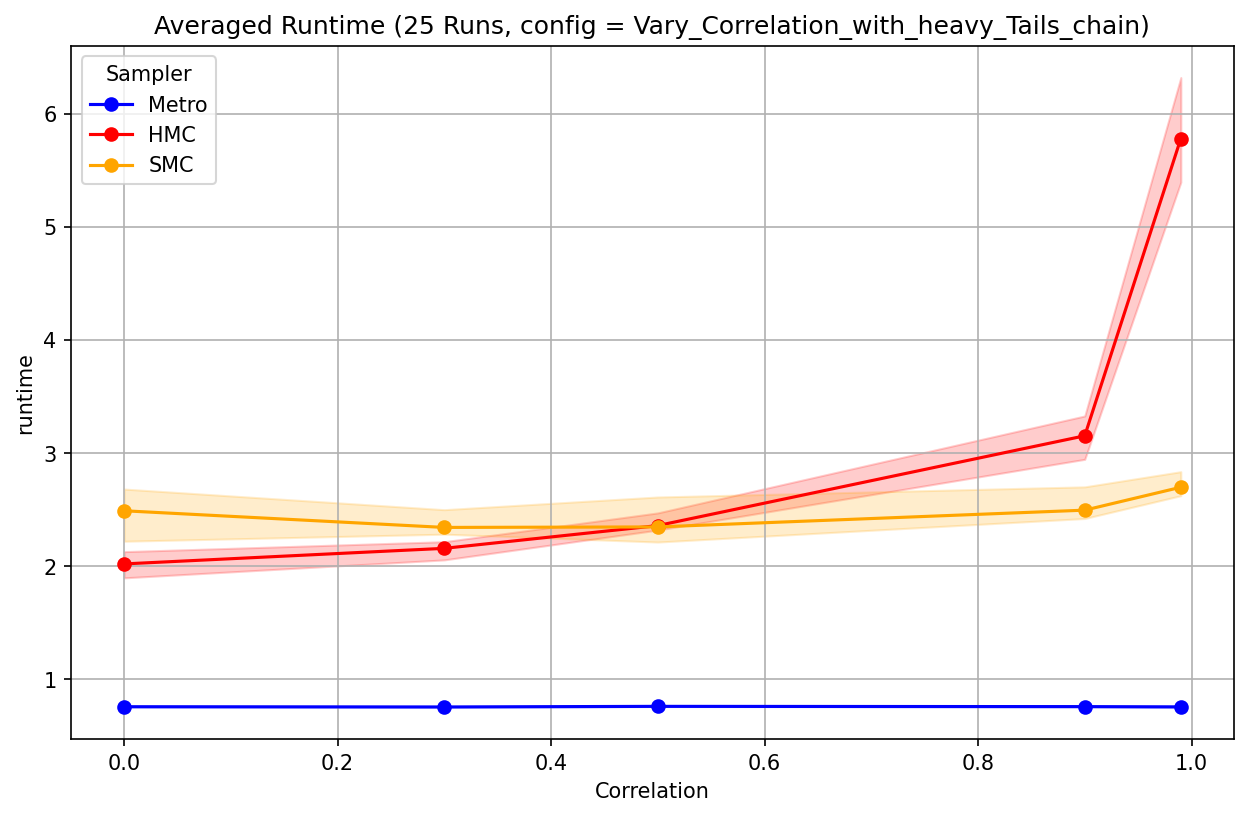 Averaged Runtime (25 Runs, config = Vary_Correlation_with_heavy_Tails_chain)
Sampler
Metro
HMC
SMC
6
5
4
3
2
1
runtime
0.0 0.2 0.4 0.6 0.8 1.0
Correlation